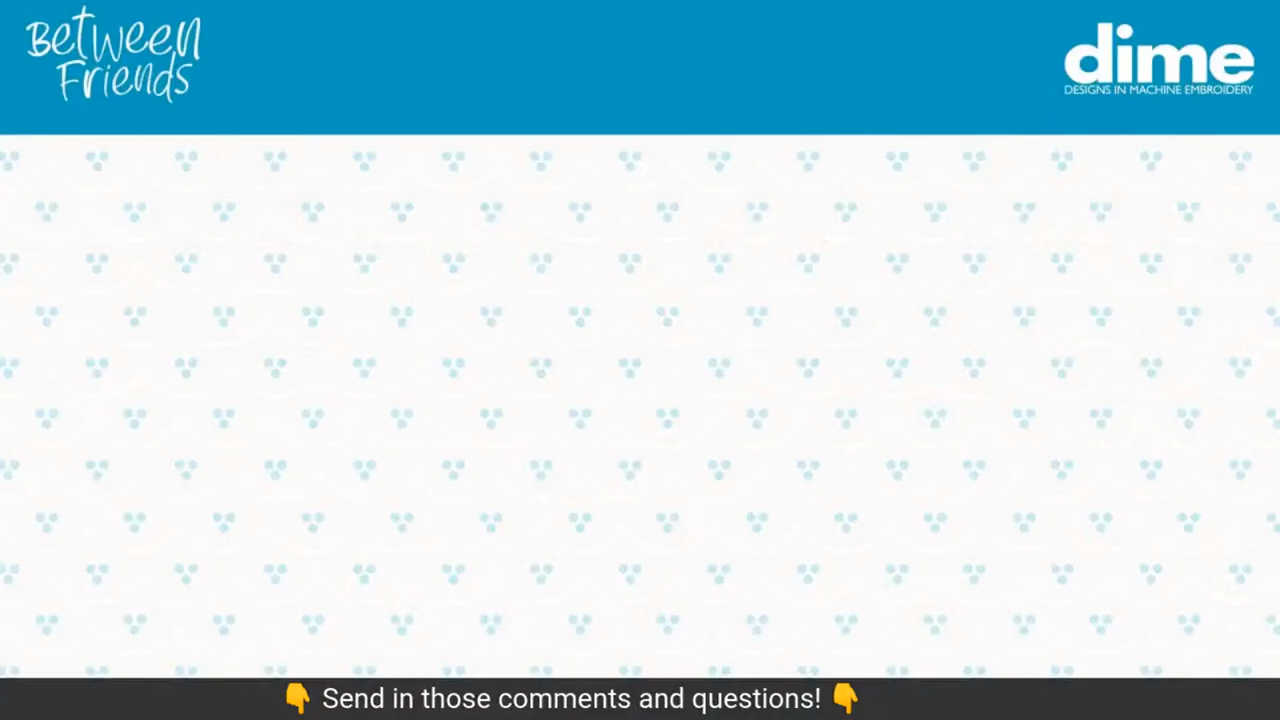 Between
Friends
dime
DESIGNS IN MACHINE EMBROIDERY
👇 Send in those comments and questions! 👇